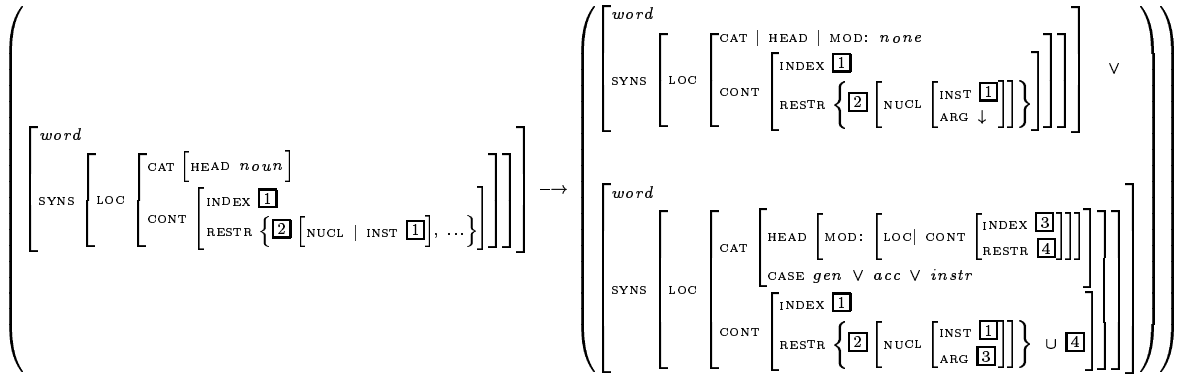 word
SYNS LOC CAT [HEAD noun]
CONT INDEX 1
RESTR { 2 [NUCL | INST 1], ...}
⟶
word
SYNS LOC CAT | HEAD | MOD: none
CONT INDEX 1
RESTR { 2 [NUCL [INST 1
ARG ↓]]}
∨
word
SYNS LOC CAT HEAD [MOD: [LOC| CONT [INDEX 3
RESTR 4]]]
CASE gen ∨ acc ∨ instr
CONT INDEX 1
RESTR { 2 [NUCL [INST 1
ARG 3]]} ∪ 4